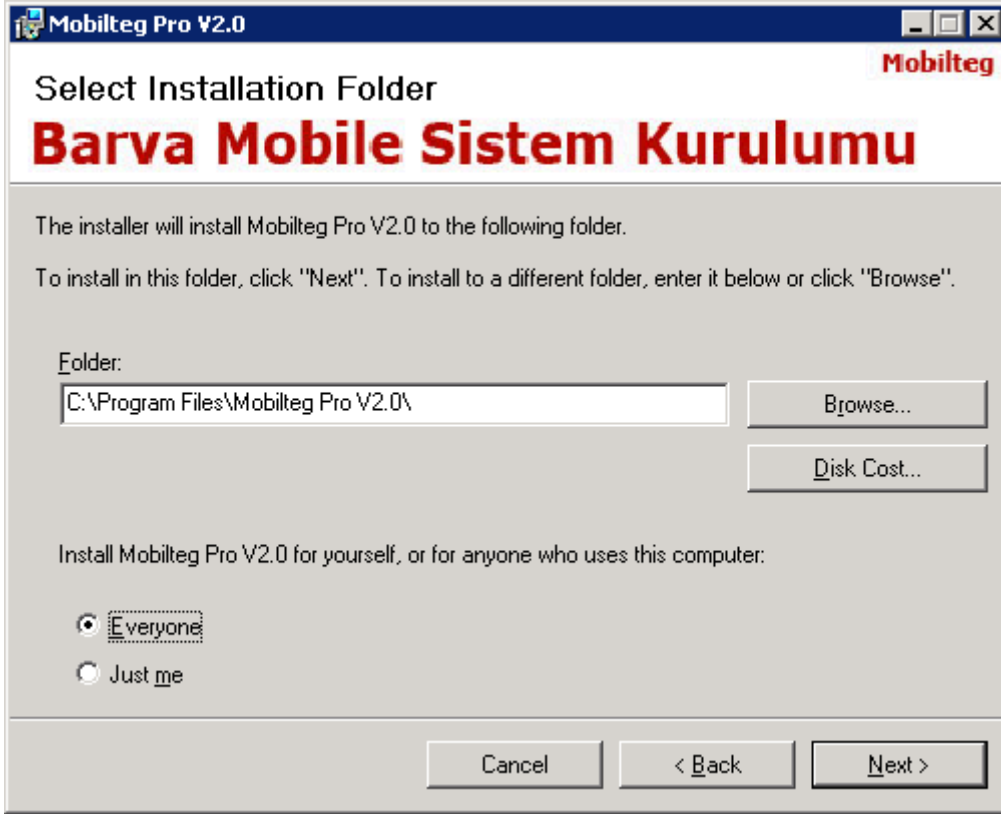 Mobilteg Pro V2.0
Mobilteg
Select Installation Folder
Barva Mobile Sistem Kurulumu
The installer will install Mobilteg Pro V2.0 to the following folder.
To install in this folder, click "Next". To install to a different folder, enter it below or click "Browse".
Folder:
C:\Program Files\Mobilteg Pro V2.0\
Browse...
Disk Cost...
Install Mobilteg Pro V2.0 for yourself, or for anyone who uses this computer:
Everyone
Just me
Cancel
< Back
Next >